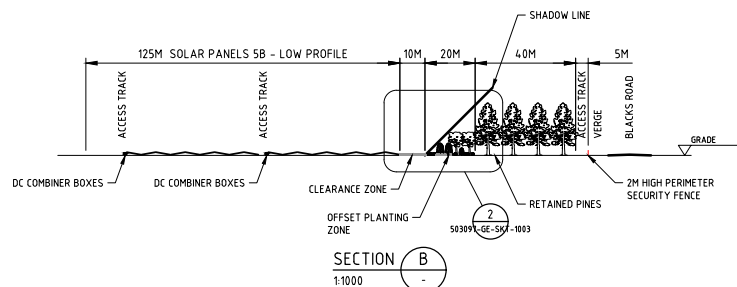 SHADOW LINE
125M SOLAR PANELS 5B - LOW PROFILE
10M
20M
40M
5M
ACCESS TRACK
ACCESS TRACK
ACCESS TRACK
VERGE
BLACKS ROAD
GRADE
DC COMBINER BOXES
DC COMBINER BOXES
CLEARANCE ZONE
OFFSET PLANTING
ZONE
RETAINED PINES
2M HIGH PERIMETER
SECURITY FENCE
2
503097-GE-SKT-1003
SECTION
B
1:1000
-